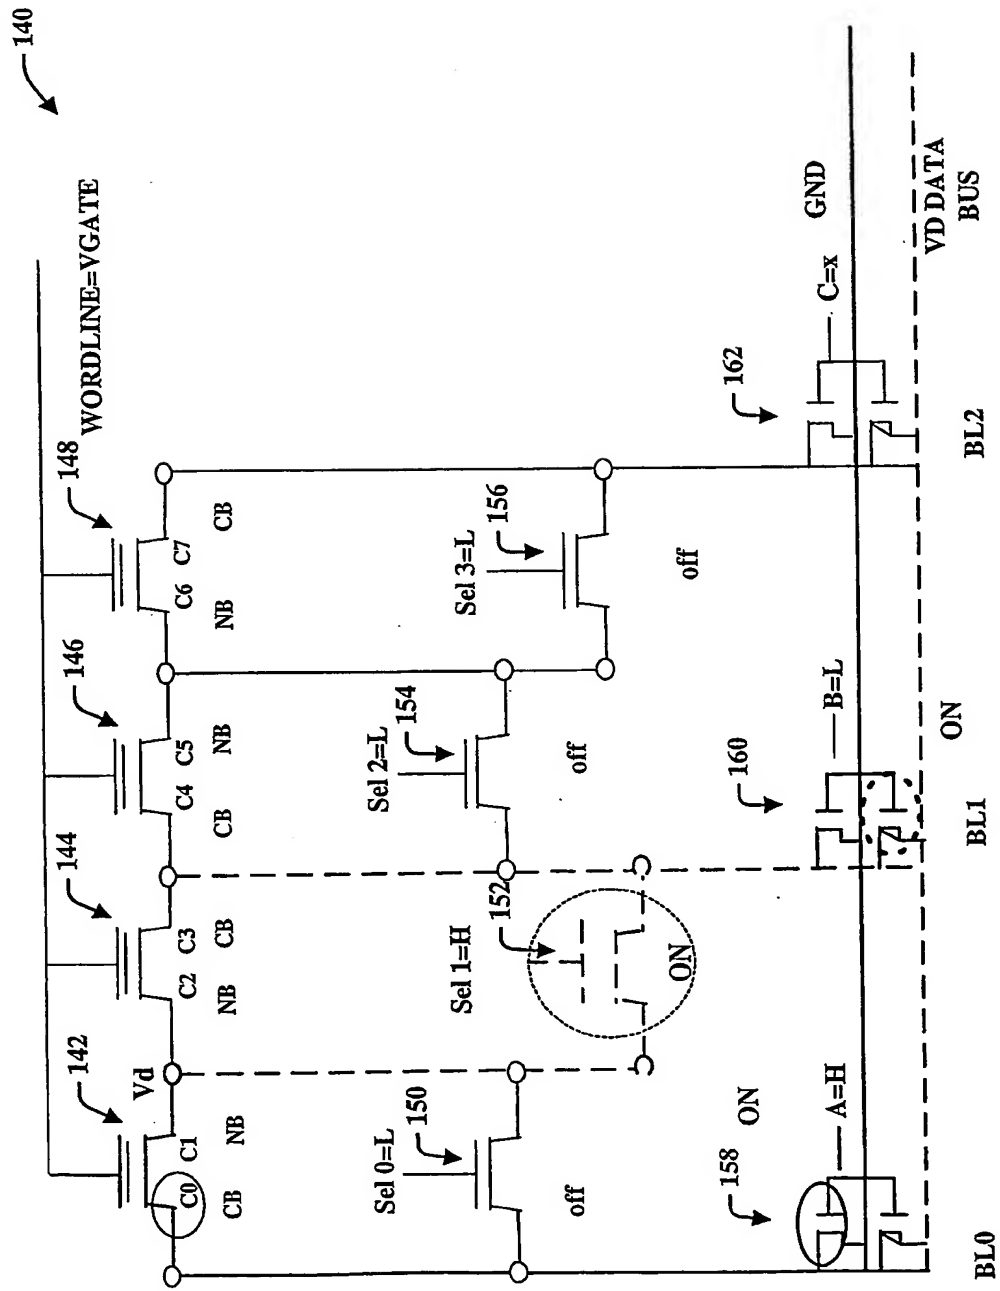 140
WORDLINE=VGATE
142
144
146
148
Vd
C0
C1
C2
C3
C4
C5
C6
C7
CB
NB
NB
CB
CB
NB
NB
CB
Sel 0=L
150
off
Sel 1=H
152
ON
Sel 2=L
154
off
Sel 3=L
156
off
158
ON
A=H
160
B=L
162
C=x
GND
BL0
BL1
ON
BL2
VD DATA
BUS